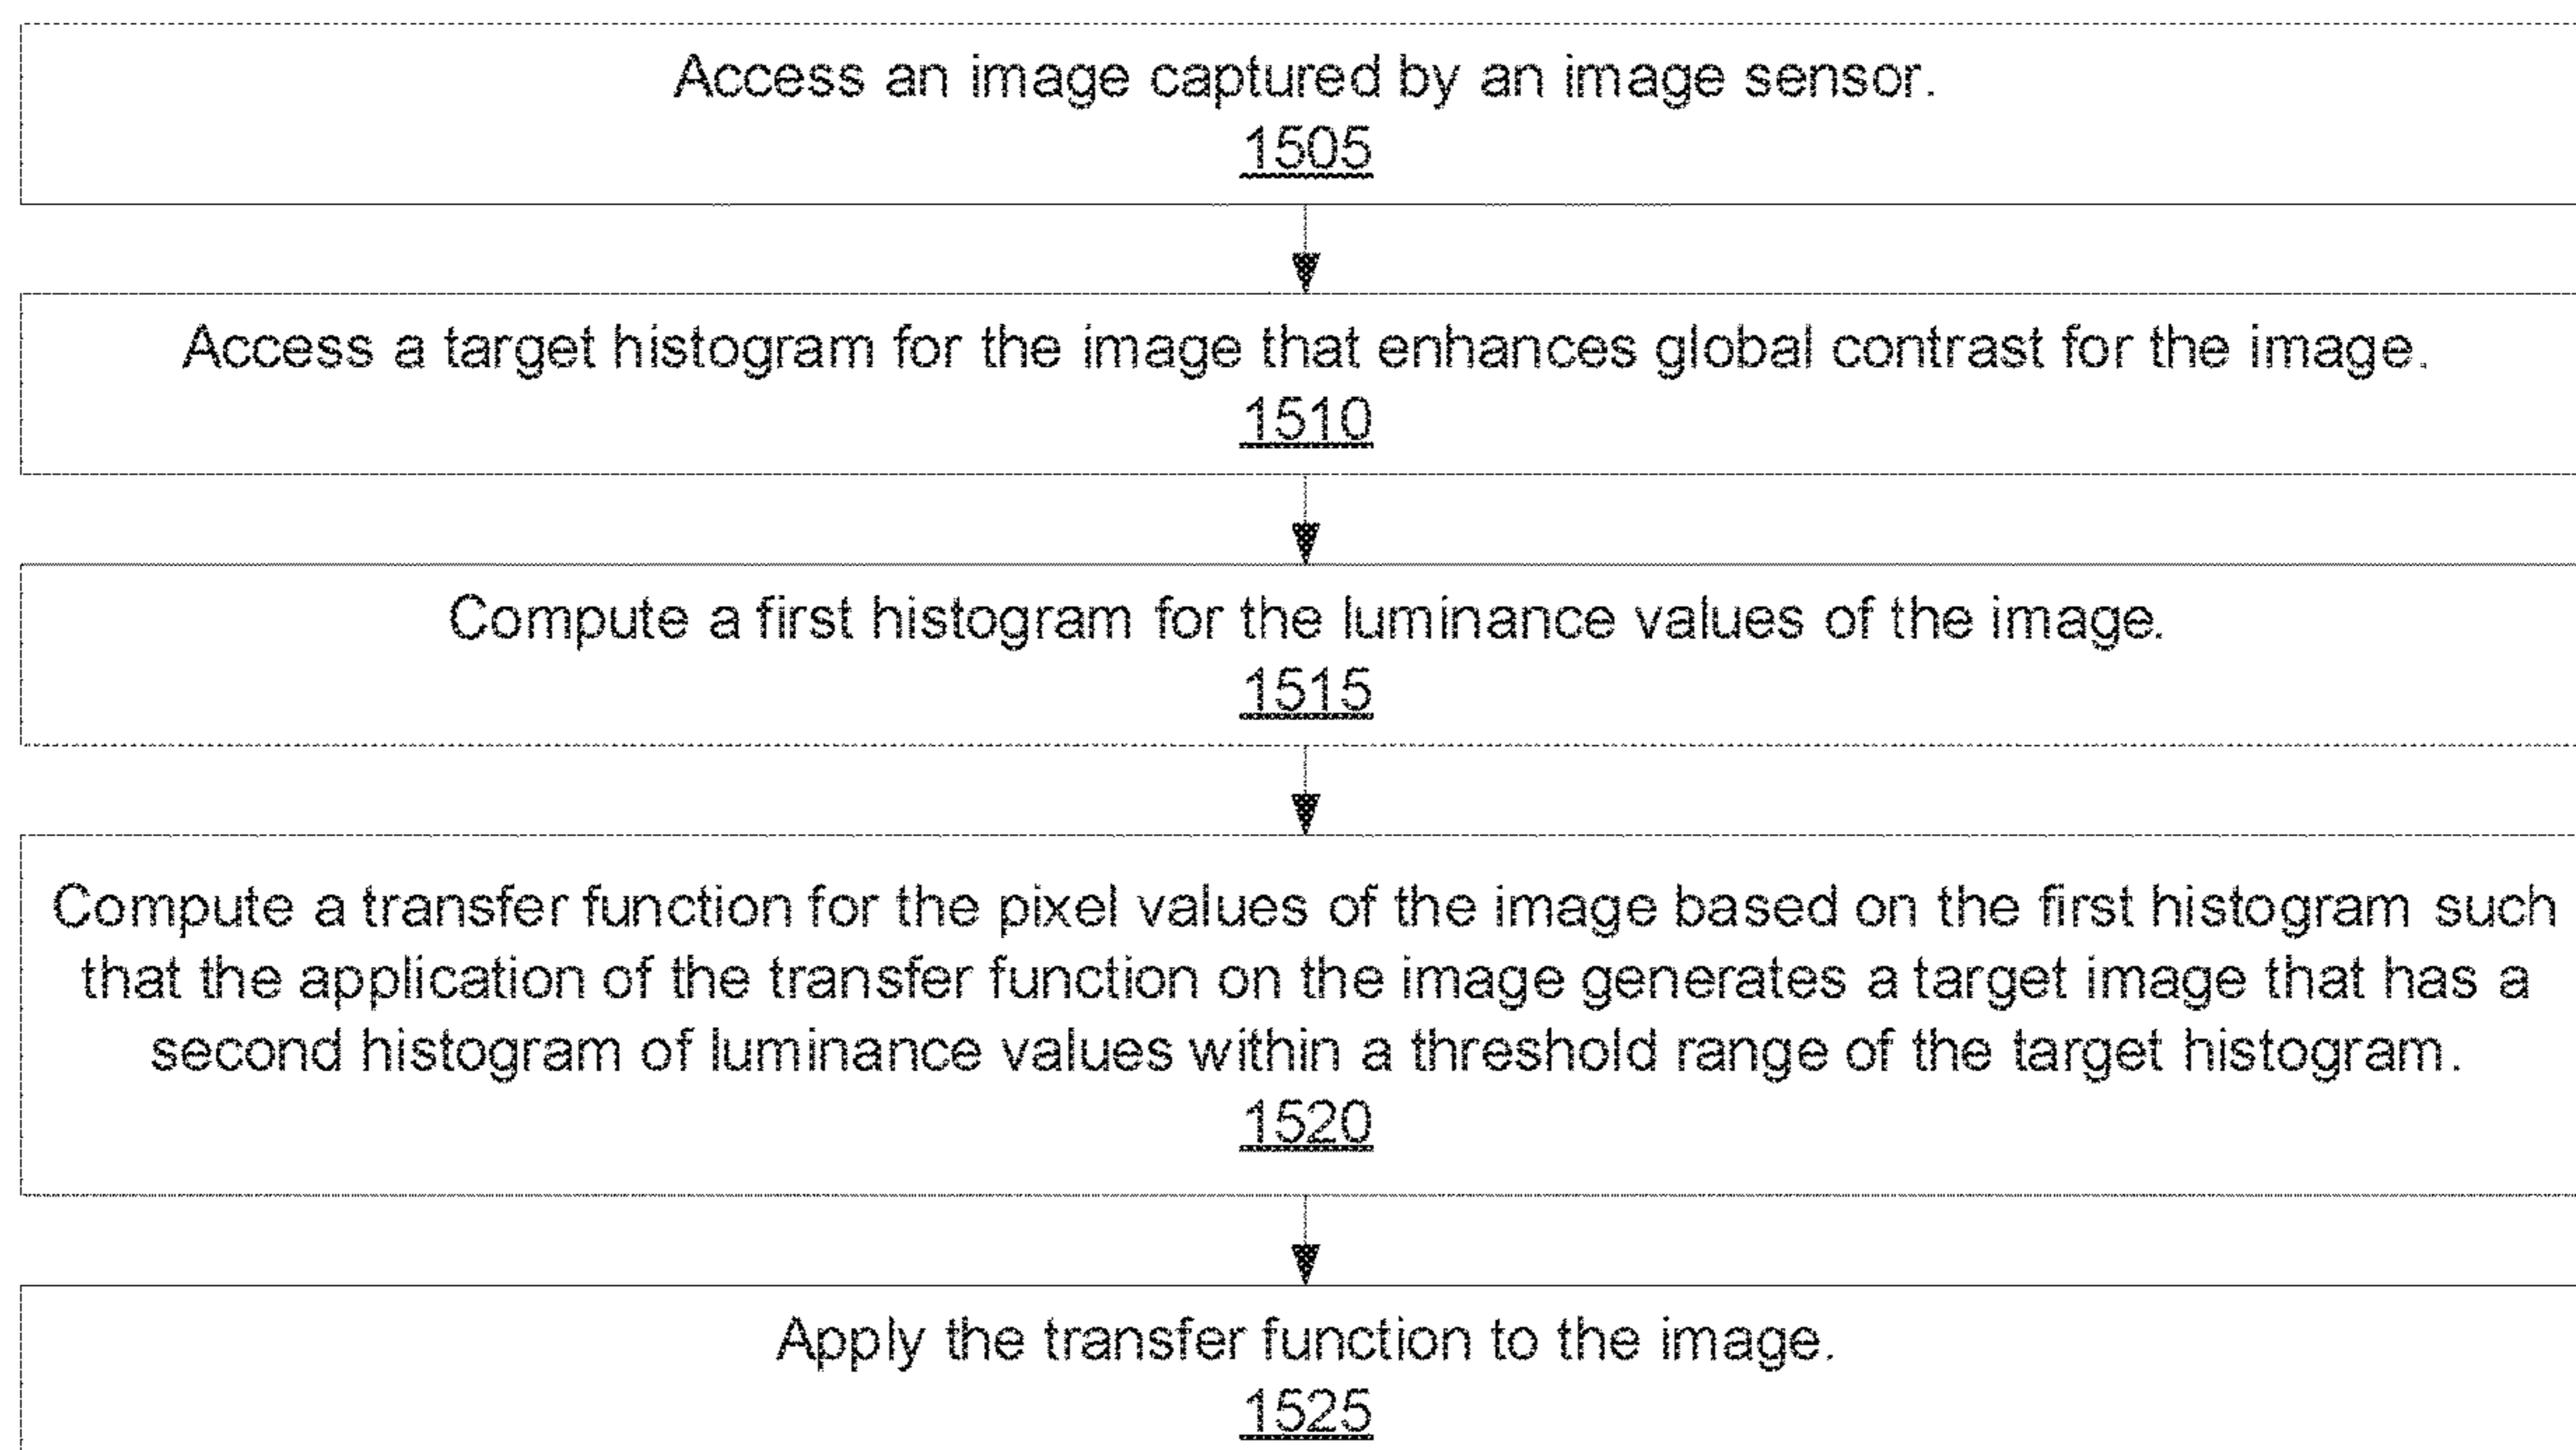 Access an image captured by an image sensor.
1505
Access a target histogram for the image that enhances global contrast for the image.
1510
Compute a first histogram for the luminance values of the image.
1515
Compute a transfer function for the pixel values of the image based on the first histogram such
that the application of the transfer function on the image generates a target image that has a
second histogram of luminance values within a threshold range of the target histogram.
1520
Apply the transfer function to the image.
1525